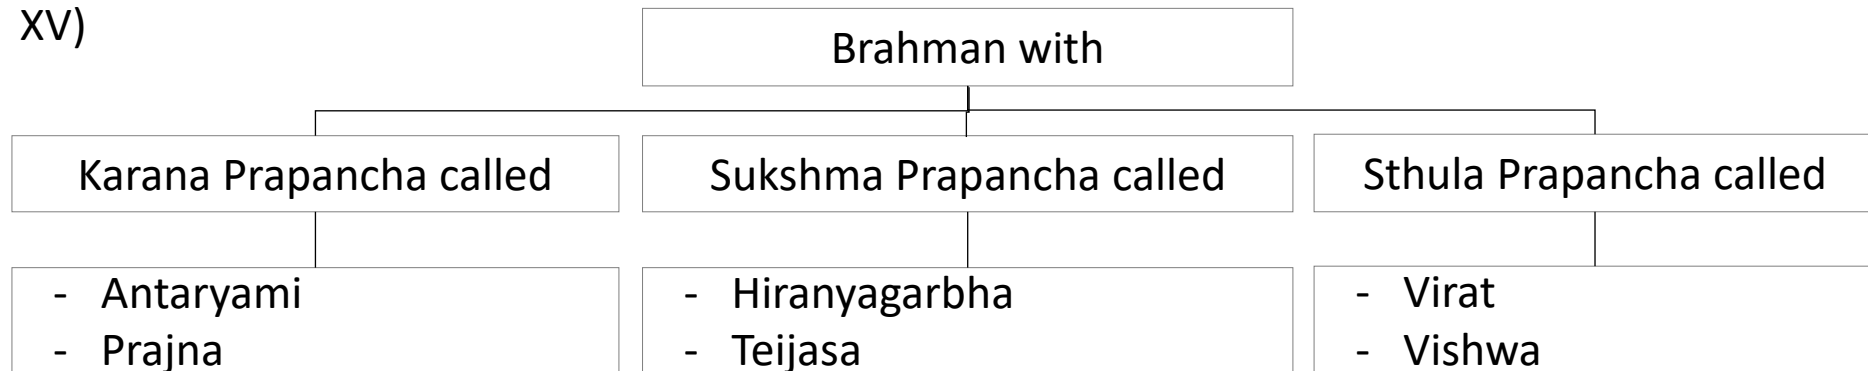 XV)
Brahman with
Karana Prapancha called
Sukshma Prapancha called
Sthula Prapancha called
- Antaryami
- Prajna
- Hiranyagarbha
- Teijasa
- Virat
- Vishwa